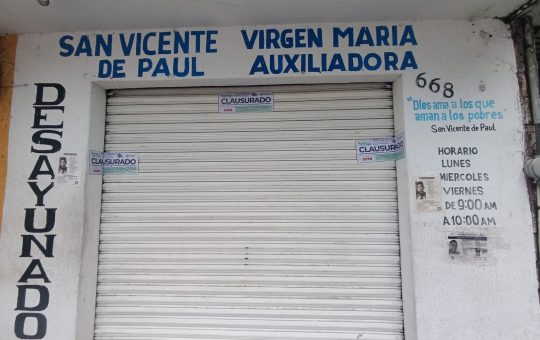 SAN VICENTE
DE PAUL
VIRGEN MARIA
AUXILIADORA
668
"Dios ama a los que
aman a los pobres"
San Vicente de Paul
HORARIO
LUNES
MIERCOLES
VIERNES
DE 9:00 AM
A 10:00 AM
DESAYUNADO
CLAUSURADO
CLAUSURADO
CLAUSURADO